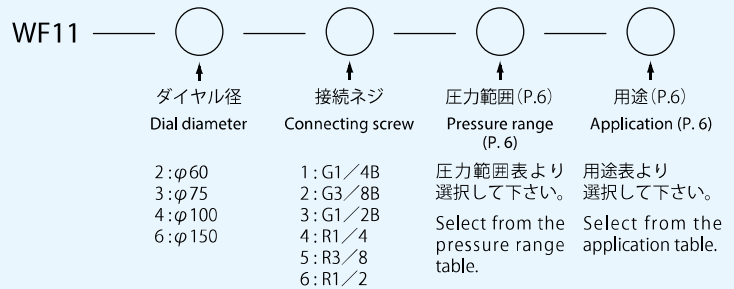 WF11
ダイヤル径
Dial diameter
2:φ60
3:φ75
4:φ100
6:φ150
接続ネジ
Connecting screw
1:G1／4B
2:G3／8B
3:G1／2B
4:R1／4
5:R3／8
6:R1／2
圧力範囲(P.6)
Pressure range
(P. 6)
圧力範囲表より
選択して下さい。
Select from the
pressure range
table.
用途(P.6)
Application (P. 6)
用途表より
選択して下さい。
Select from the
application table.